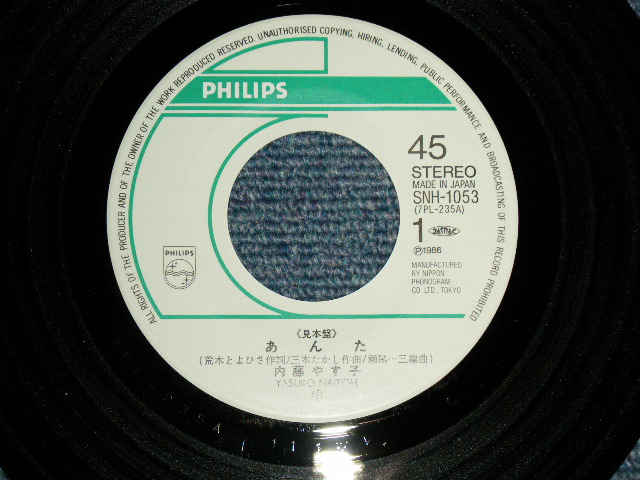 ALL RIGHTS OF THE PRODUCER AND OF THE OWNER OF THE WORK REPRODUCED RESERVED. UNAUTHORISED COPYING, HIRING, LENDING, PUBLIC PERFORMANCE AND BROADCASTING OF THIS RECORD PROHIBITED
PHILIPS
45
STEREO
MADE IN JAPAN
SNH-1053
(7PL-235A)
1
℗1986
PHILIPS
MANUFACTURED
BY NIPPON
PHONOGRAM
CO. LTD., TOKYO
《見本盤》
あんた
(荒木とよひさ作詞/三木たかし作曲/瀬尾一三編曲)
内藤やす子
YASUKO NAITOH